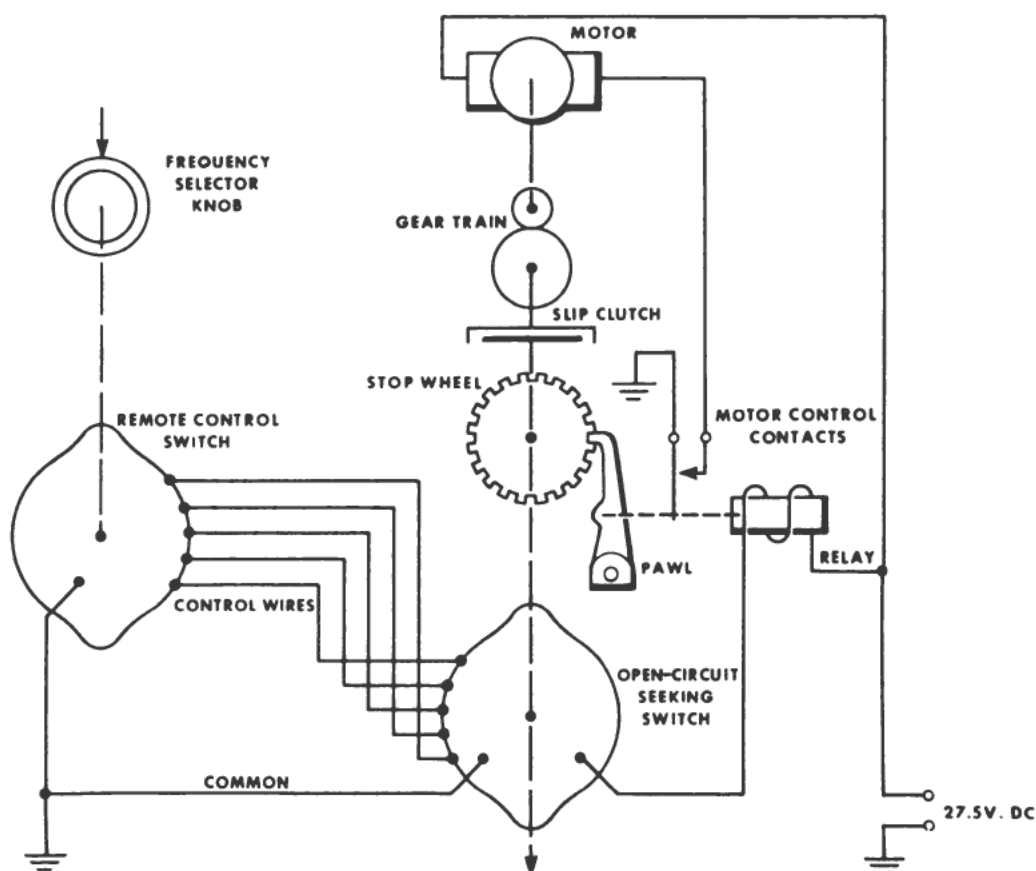 MOTOR
FREQUENCY
SELECTOR
KNOB
GEAR TRAIN
SLIP CLUTCH
STOP WHEEL
REMOTE CONTROL
SWITCH
MOTOR CONTROL
CONTACTS
RELAY
PAWL
CONTROL WIRES
OPEN-CIRCUIT
SEEKING
SWITCH
COMMON
27.5V. DC